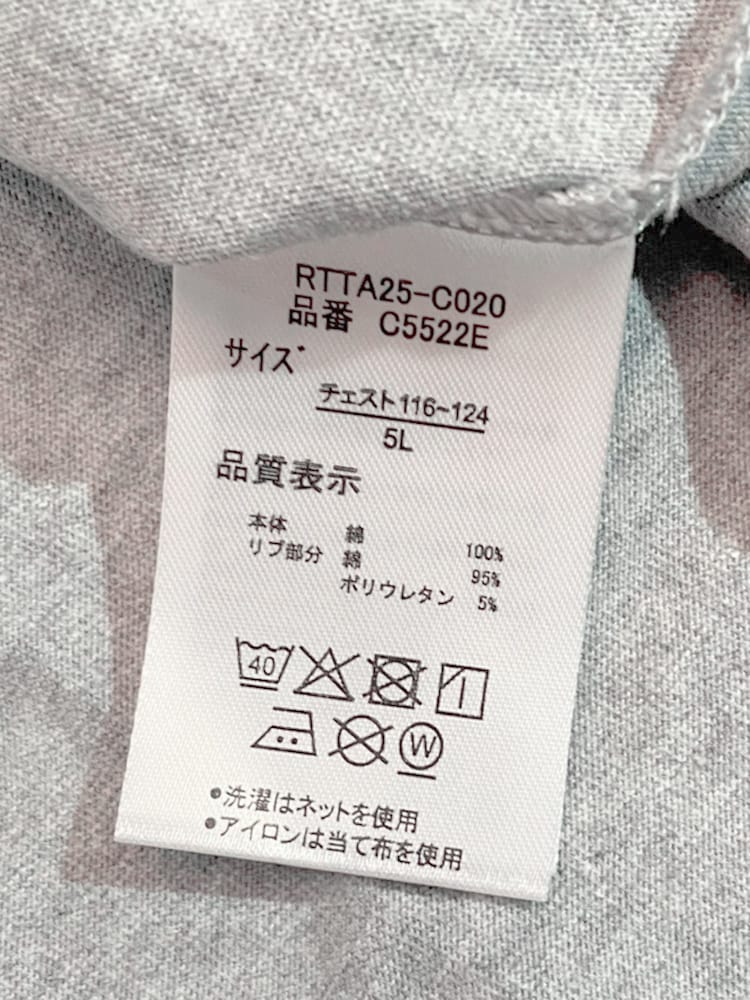 RTTA25-C020
品番 C5522E
サイズ
チェスト116~124
5L
品質表示
本体 綿 100%
リブ部分 綿 95%
ポリウレタン 5%
40
W
•洗濯はネットを使用
•アイロンは当て布を使用